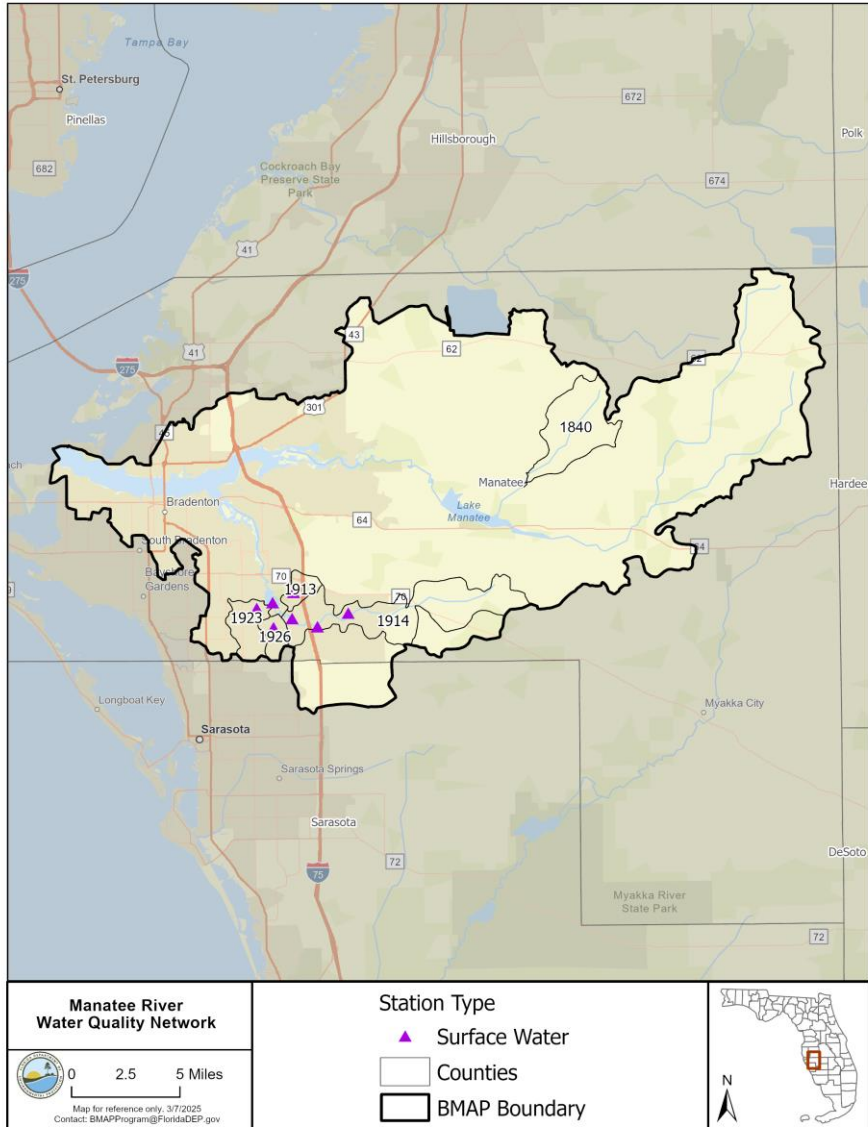 Tampa Bay
St. Petersburg
Pinellas
672
Hillsborough
Polk
682
Cockroach Bay
Preserve State
Park
674
41
275
43
62
41
62
275
301
1840
45
Manatee
Hardee
Bradenton
Lake
Manatee
64
64
South Bradenton
Bayshore
Gardens
70
1913
70
1923
1914
1926
Longboat Key
Myakka City
Sarasota
Sarasota Springs
Sarasota
72
DeSoto
75
Myakka River
State Park
72
Manatee River
Water Quality Network
0 2.5 5 Miles
Map for reference only. 3/7/2025
Contact: BMAPProgram@FloridaDEP.gov
Station Type
Surface Water
Counties
BMAP Boundary
N